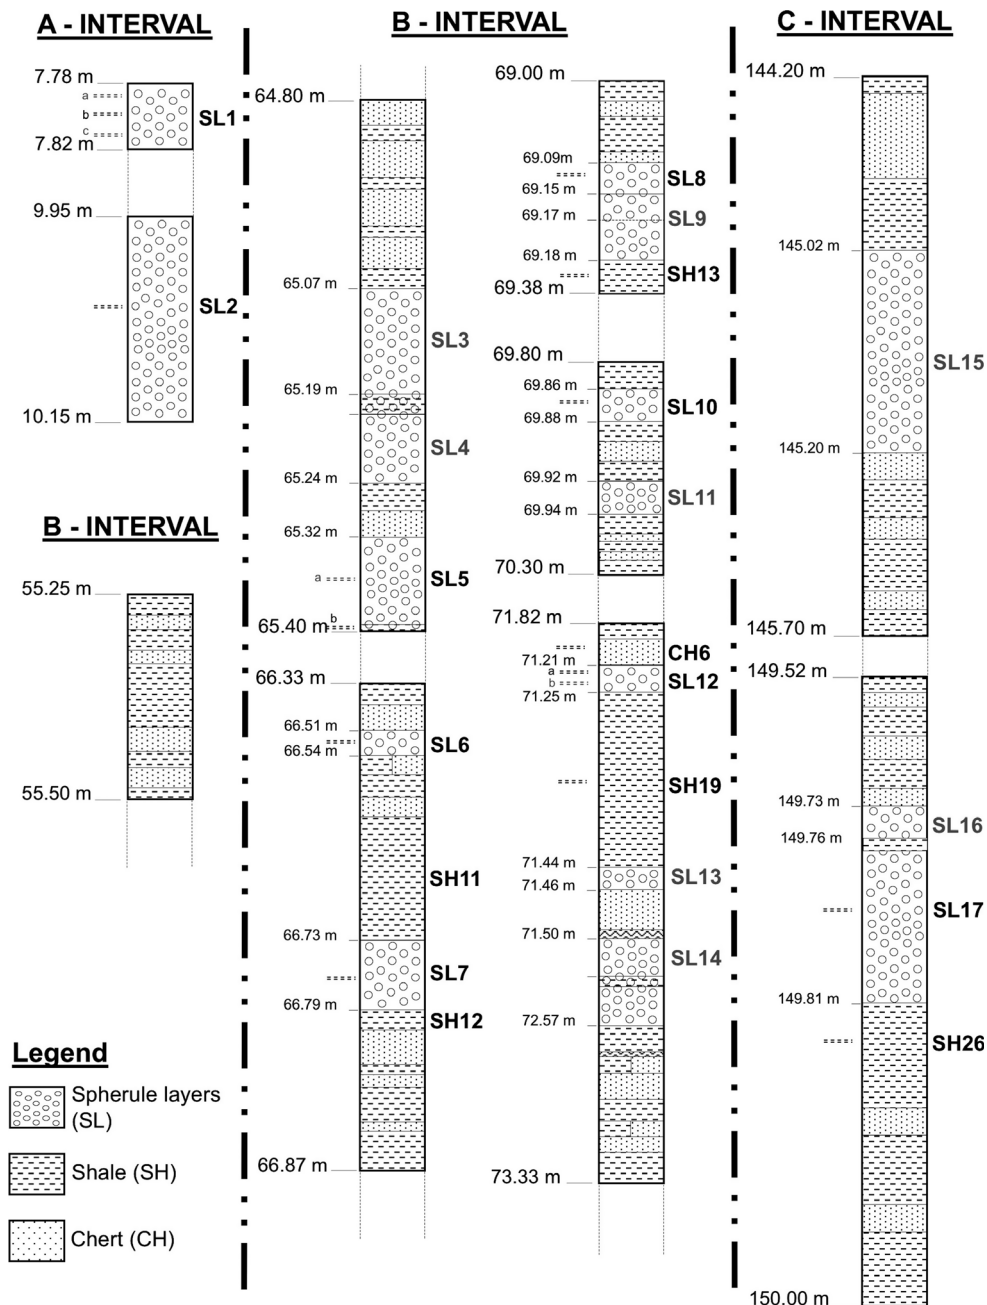 A - INTERVAL
7.78 m
a
b
c
SL1
7.82 m
9.95 m
SL2
10.15 m
B - INTERVAL
55.25 m
55.50 m
Legend
Spherule layers
(SL)
Shale (SH)
Chert (CH)
B - INTERVAL
64.80 m
65.07 m
SL3
65.19 m
SL4
65.24 m
65.32 m
a
SL5
b
65.40 m
66.33 m
66.51 m
SL6
66.54 m
SH11
66.73 m
SL7
66.79 m
SH12
66.87 m
69.00 m
69.09m
SL8
69.15 m
69.17 m
SL9
69.18 m
SH13
69.38 m
69.80 m
69.86 m
SL10
69.88 m
69.92 m
SL11
69.94 m
70.30 m
71.82 m
CH6
71.21 m
a
SL12
b
71.25 m
SH19
71.44 m
SL13
71.46 m
71.50 m
SL14
72.57 m
73.33 m
C - INTERVAL
144.20 m
145.02 m
SL15
145.20 m
145.70 m
149.52 m
149.73 m
SL16
149.76 m
SL17
149.81 m
SH26
150.00 m